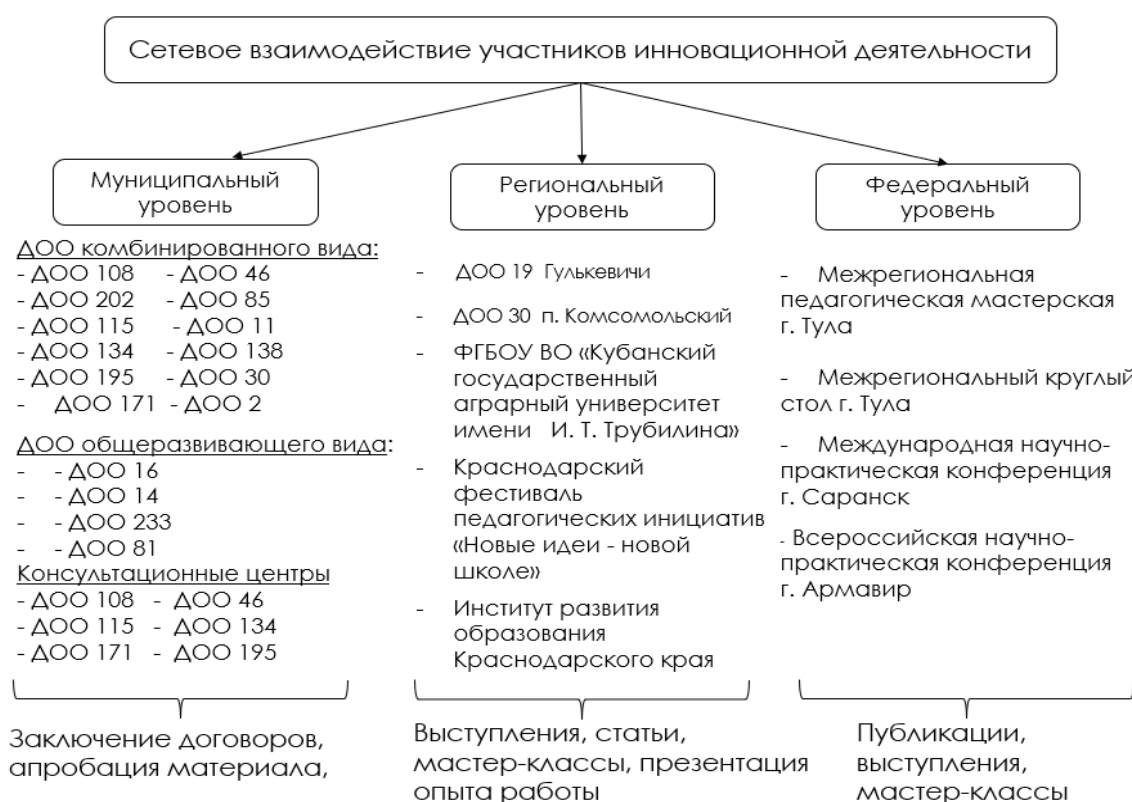 Сетевое взаимодействие участников инновационной деятельности
Муниципальный
уровень
ДОО комбинированного вида:
- ДОО 108 - ДОО 46
- ДОО 202 - ДОО 85
- ДОО 115 - ДОО 11
- ДОО 134 - ДОО 138
- ДОО 195 - ДОО 30
- ДОО 171 - ДОО 2
ДОО общеразвивающего вида:
- - ДОО 16
- - ДОО 14
- - ДОО 233
- - ДОО 81
Консультационные центры
- ДОО 108 - ДОО 46
- ДОО 115 - ДОО 134
- ДОО 171 - ДОО 195
Заключение договоров,
апробация материала,
Региональный
уровень
- ДОО 19 Гулькевичи
- ДОО 30 п. Комсомольский
- ФГБОУ ВО «Кубанский
государственный
аграрный университет
имени И. Т. Трубилина»
- Краснодарский
фестиваль
педагогических инициатив
«Новые идеи - новой
школе»
- Институт развития
образования
Краснодарского края
Выступления, статьи,
мастер-классы, презентация
опыта работы
Федеральный
уровень
- Межрегиональная
педагогическая мастерская
г. Тула
- Межрегиональный круглый
стол г. Тула
- Международная научно-
практическая конференция
г. Саранск
- Всероссийская научно-
практическая конференция
г. Армавир
Публикации,
выступления,
мастер-классы